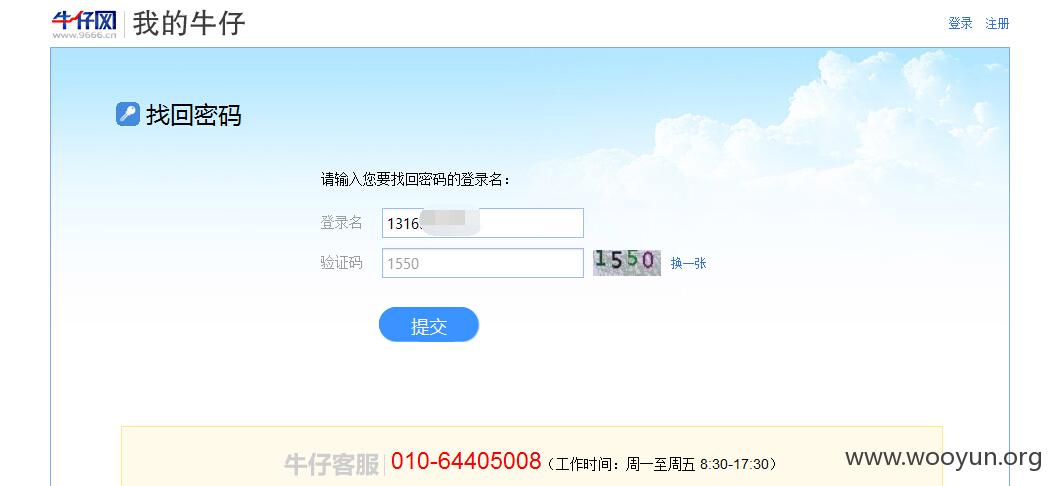 牛仔网 www.9666.cn 我的牛仔 登录 注册
找回密码
请输入您要找回密码的登录名：
登录名 1316
验证码 1550 1550 换一张
提交
牛仔客服 010-64405008（工作时间：周一至周五 8:30-17:30）
www.wooyun.org